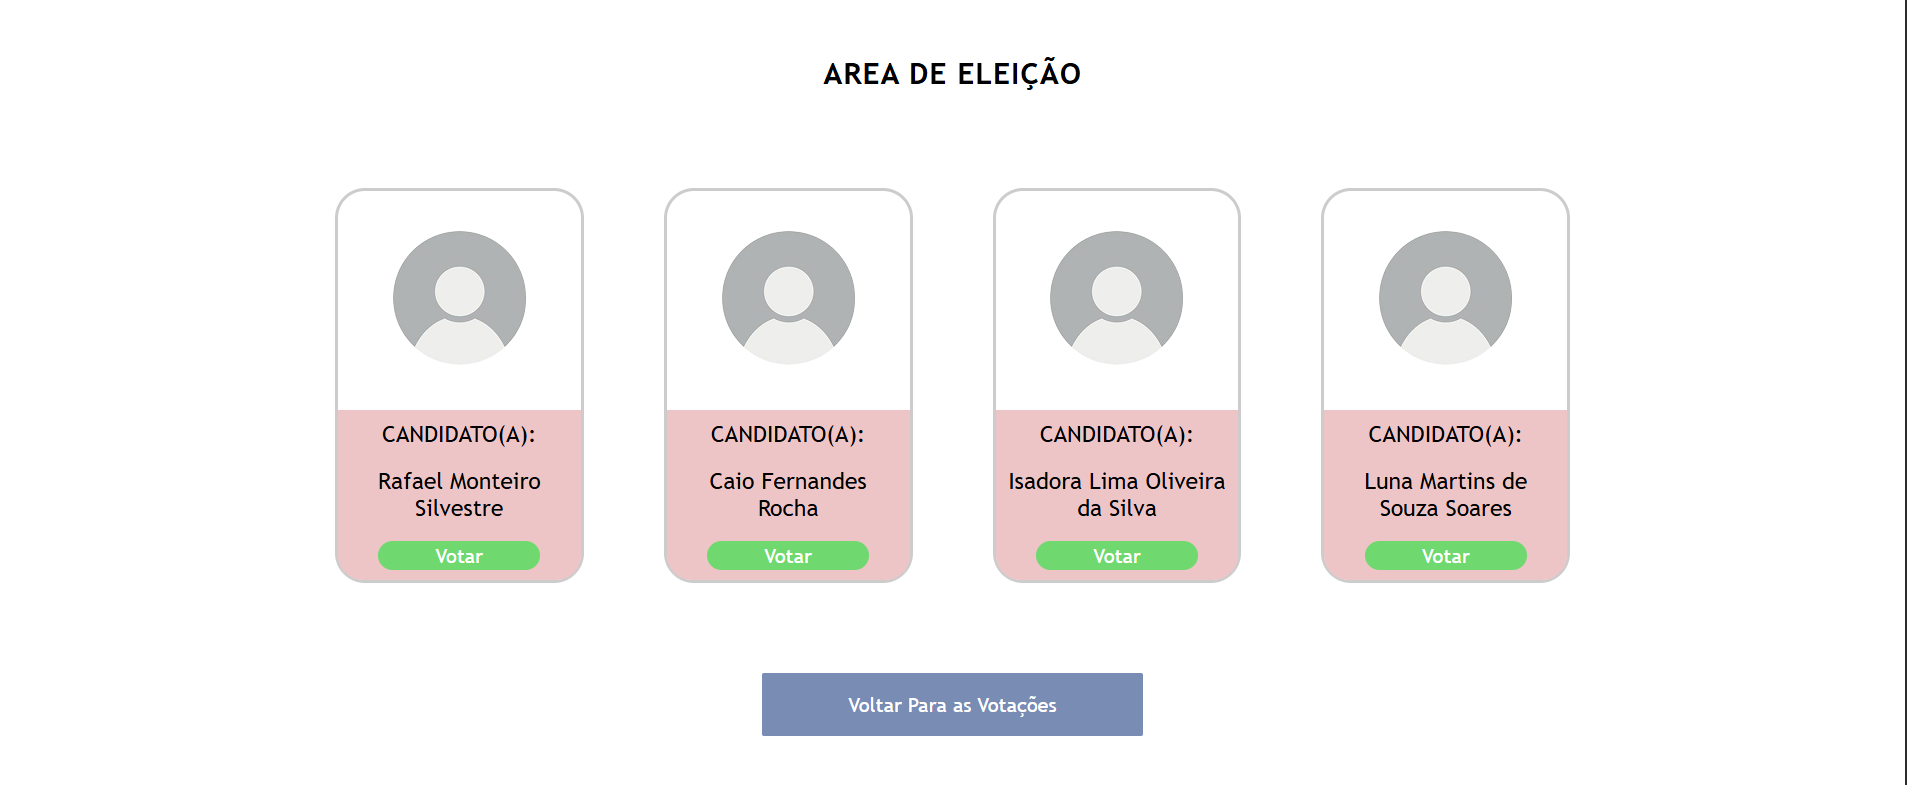 AREA DE ELEIÇÃO
CANDIDATO(A):
Rafael Monteiro
Silvestre
Votar
CANDIDATO(A):
Caio Fernandes
Rocha
Votar
CANDIDATO(A):
Isadora Lima Oliveira
da Silva
Votar
CANDIDATO(A):
Luna Martins de
Souza Soares
Votar
Voltar Para as Votações